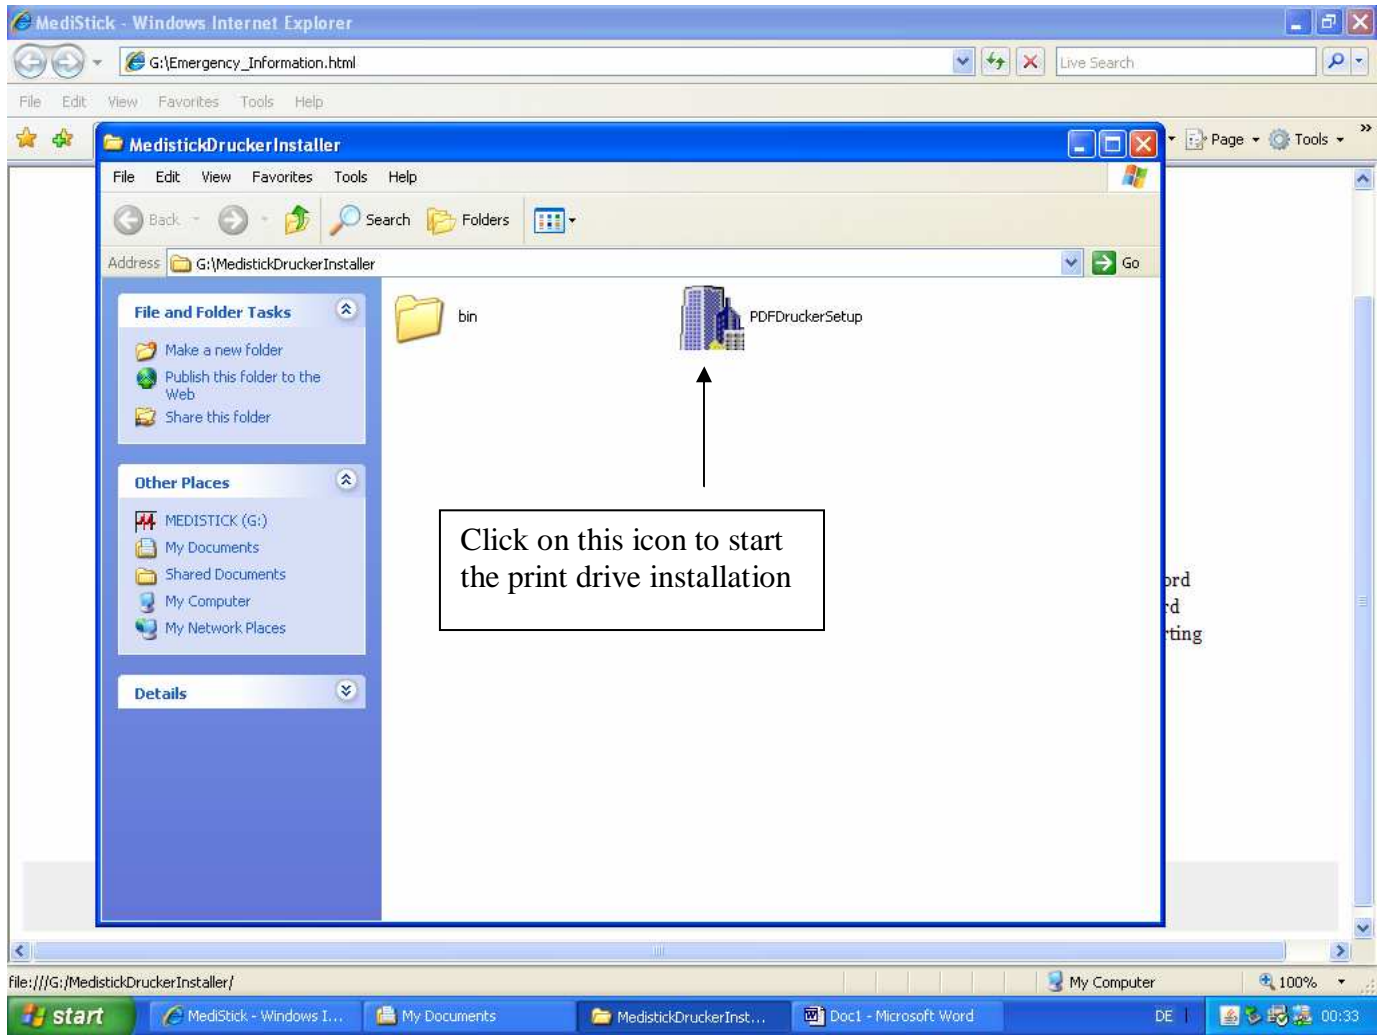 MediStick - Windows Internet Explorer
G:\Emergency_Information.html
Live Search
File Edit View Favorites Tools Help
Page Tools »
MedistickDruckerInstaller
File Edit View Favorites Tools Help
Back Search Folders
Address G:\MedistickDruckerInstaller Go
File and Folder Tasks
Make a new folder
Publish this folder to the
Web
Share this folder
Other Places
MEDISTICK (G:)
My Documents
Shared Documents
My Computer
My Network Places
Details
bin
PDFDruckerSetup
Click on this icon to start
the print drive installation
ord
rd
rting
file:///G:/MedistickDruckerInstaller/
My Computer
100%
start
MediStick - Windows I...
My Documents
MedistickDruckerInst...
Doc1 - Microsoft Word
DE
00:33